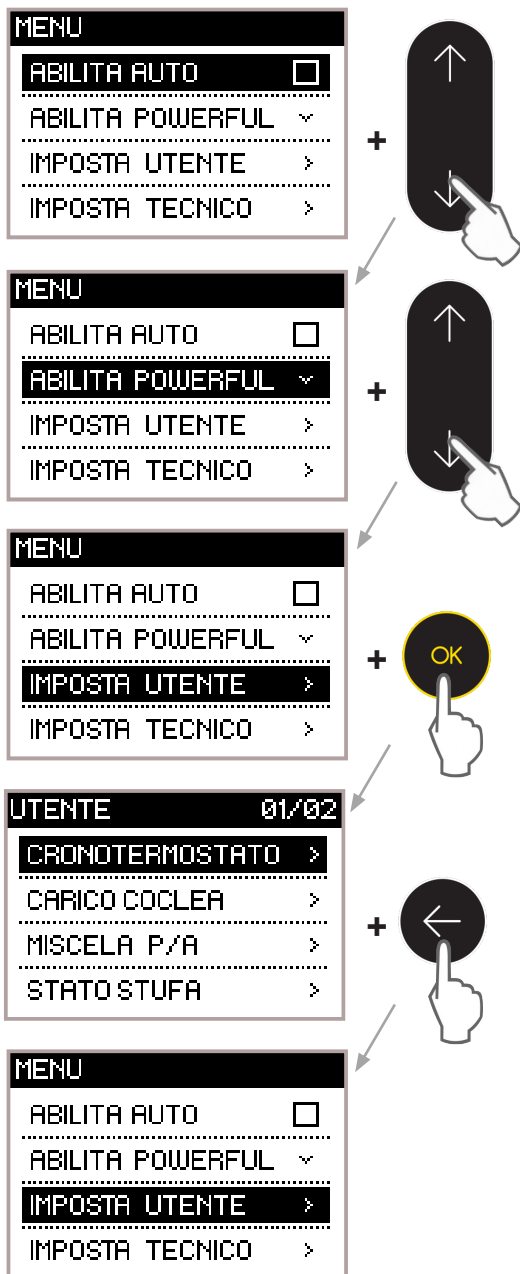 MENU
ABILITA AUTO
ABILITA POWERFUL
IMPOSTA UTENTE >
IMPOSTA TECNICO >
+
MENU
ABILITA AUTO
ABILITA POWERFUL
IMPOSTA UTENTE >
IMPOSTA TECNICO >
+
MENU
ABILITA AUTO
ABILITA POWERFUL
IMPOSTA UTENTE >
IMPOSTA TECNICO >
+ OK
UTENTE 01/02
CRONOTERMOSTATO >
CARICO COCLEA >
MISCELA P/A >
STATO STUFA >
+
MENU
ABILITA AUTO
ABILITA POWERFUL
IMPOSTA UTENTE >
IMPOSTA TECNICO >